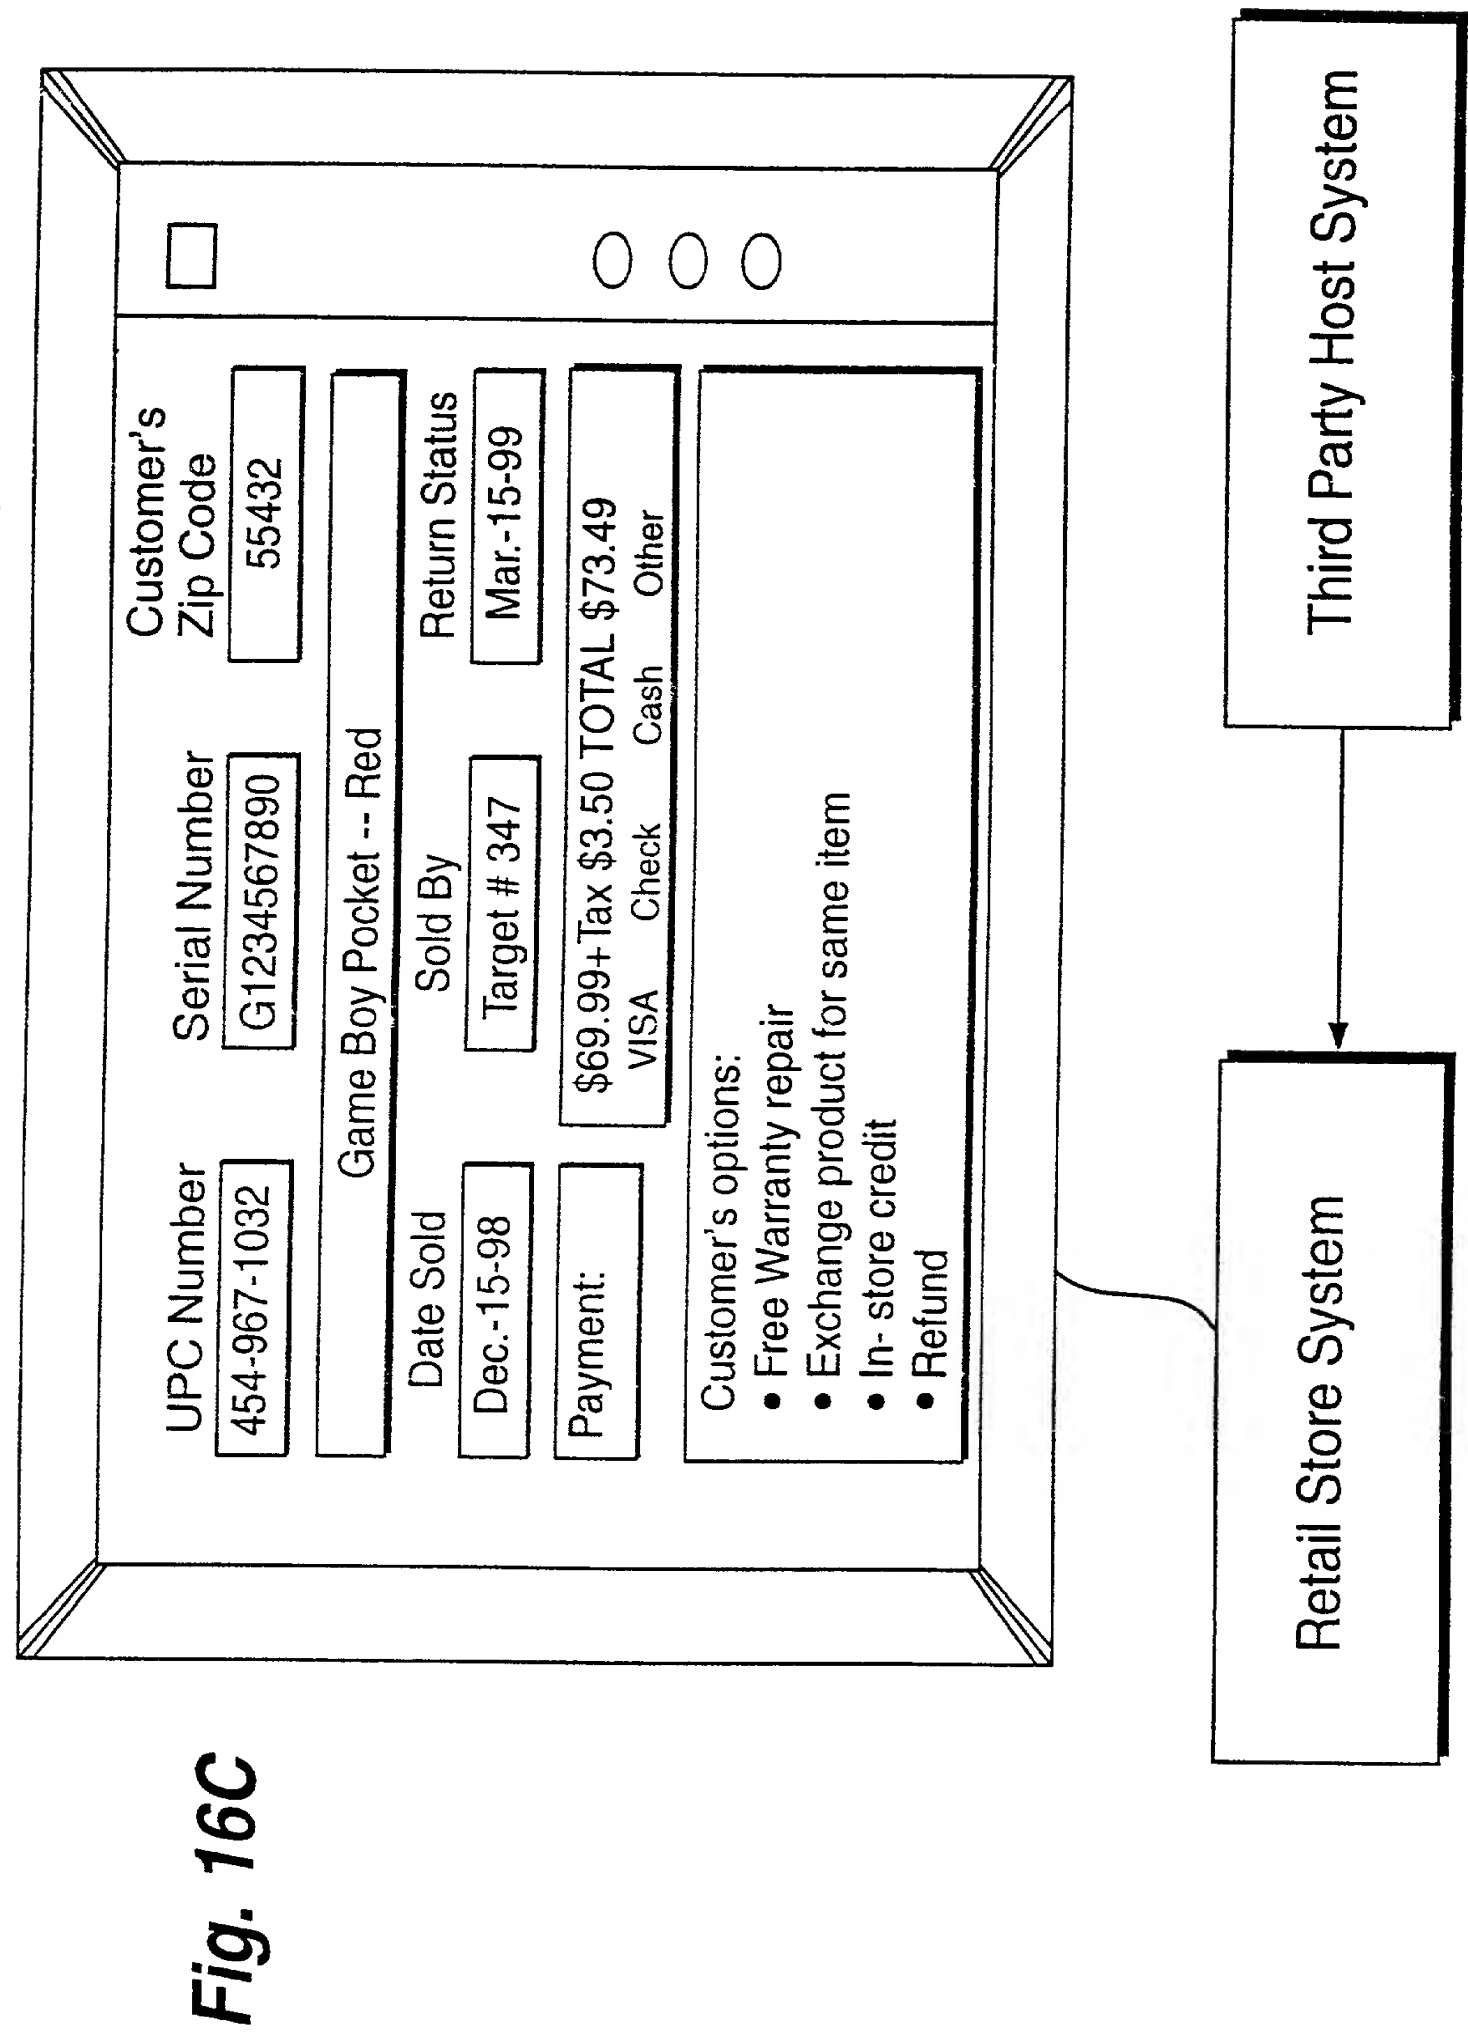 Fig. 16C
UPC Number
Serial Number
Customer's
Zip Code
454-967-1032
G1234567890
55432
Game Boy Pocket -- Red
Date Sold
Sold By
Return Status
Dec.-15-98
Target # 347
Mar.-15-99
Payment:
$69.99+Tax $3.50 TOTAL $73.49
VISA Check Cash Other
Customer's options:
• Free Warranty repair
• Exchange product for same item
• In- store credit
• Refund
Retail Store System
Third Party Host System